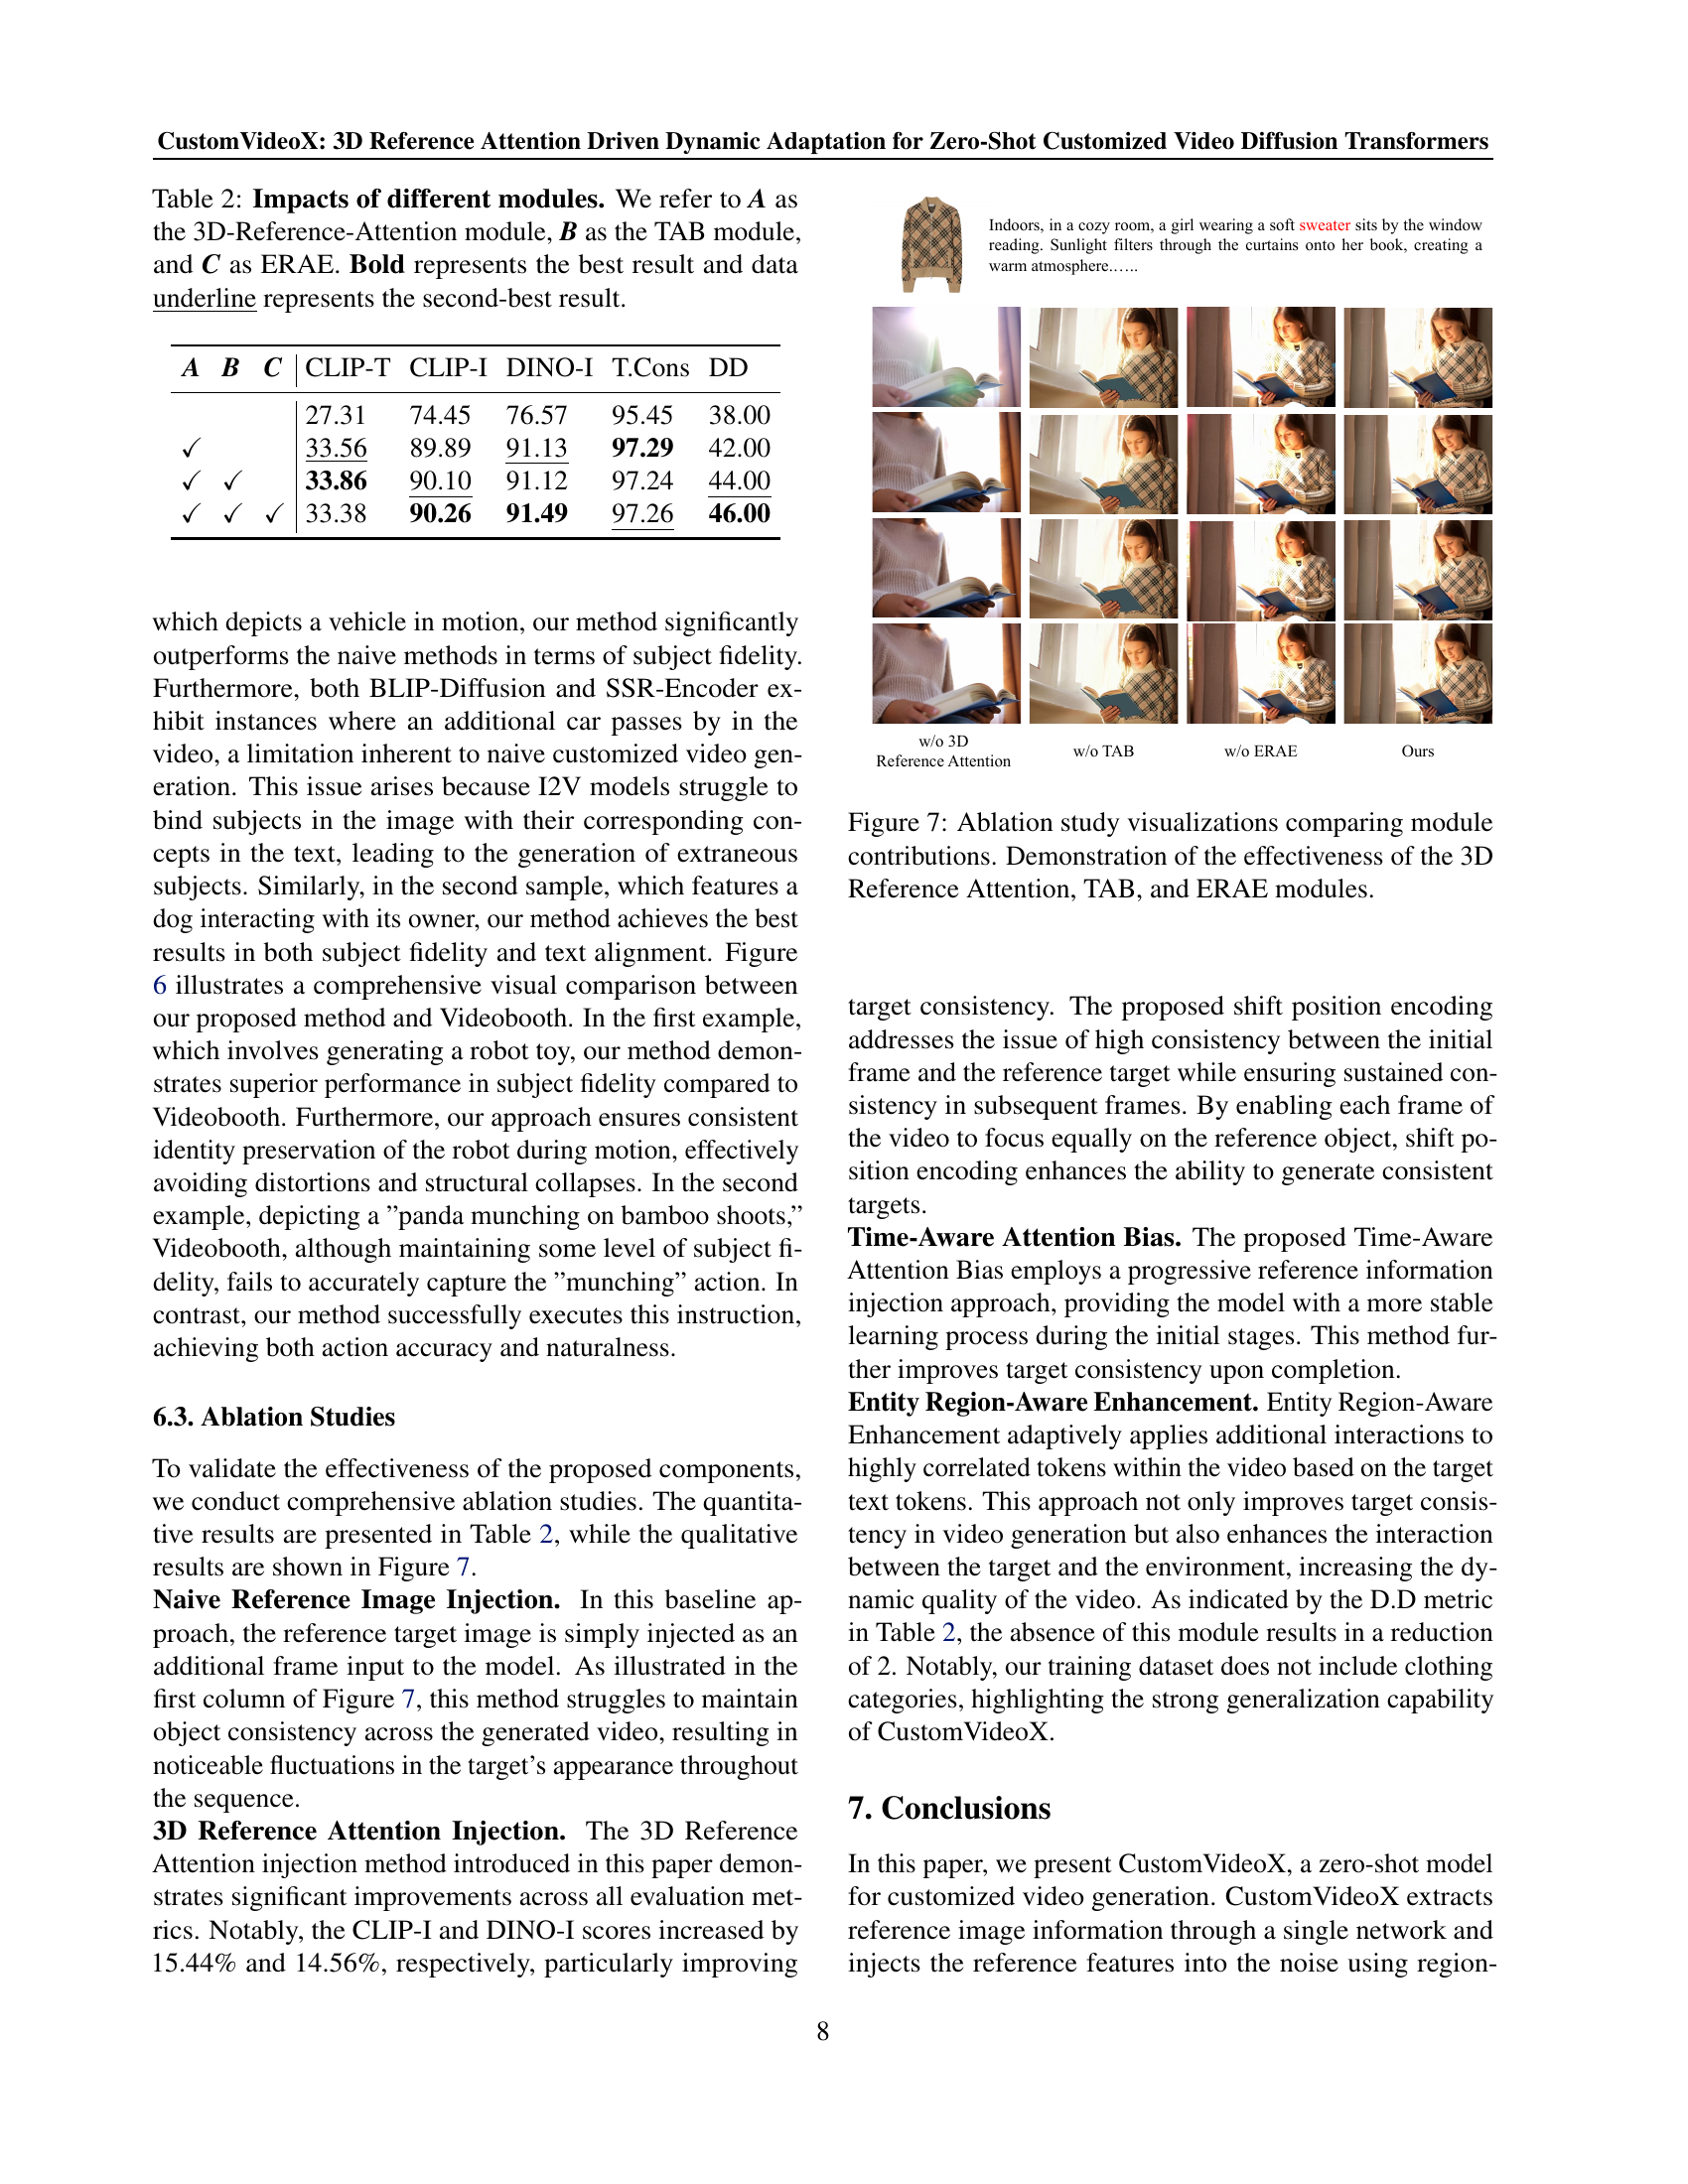 CustomVideoX: 3D Reference Attention Driven Dynamic Adaptation for Zero-Shot Customized Video Diffusion Transformers
Table 2: Impacts of different modules. We refer to A as
the 3D-Reference-Attention module, B as the TAB module,
and C as ERAE. Bold represents the best result and data
underline represents the second-best result.
A B C CLIP-T CLIP-I DINO-I T.Cons DD
27.31 74.45 76.57 95.45 38.00
✓ 33.56 89.89 91.13 97.29 42.00
✓ ✓ 33.86 90.10 91.12 97.24 44.00
✓ ✓ ✓ 33.38 90.26 91.49 97.26 46.00
which depicts a vehicle in motion, our method significantly
outperforms the naive methods in terms of subject fidelity.
Furthermore, both BLIP-Diffusion and SSR-Encoder ex-
hibit instances where an additional car passes by in the
video, a limitation inherent to naive customized video gen-
eration. This issue arises because I2V models struggle to
bind subjects in the image with their corresponding con-
cepts in the text, leading to the generation of extraneous
subjects. Similarly, in the second sample, which features a
dog interacting with its owner, our method achieves the best
results in both subject fidelity and text alignment. Figure
6 illustrates a comprehensive visual comparison between
our proposed method and Videobooth. In the first example,
which involves generating a robot toy, our method demon-
strates superior performance in subject fidelity compared to
Videobooth. Furthermore, our approach ensures consistent
identity preservation of the robot during motion, effectively
avoiding distortions and structural collapses. In the second
example, depicting a ”panda munching on bamboo shoots,”
Videobooth, although maintaining some level of subject fi-
delity, fails to accurately capture the ”munching” action. In
contrast, our method successfully executes this instruction,
achieving both action accuracy and naturalness.
6.3. Ablation Studies
To validate the effectiveness of the proposed components,
we conduct comprehensive ablation studies. The quantita-
tive results are presented in Table 2, while the qualitative
results are shown in Figure 7.
Naive Reference Image Injection. In this baseline ap-
proach, the reference target image is simply injected as an
additional frame input to the model. As illustrated in the
first column of Figure 7, this method struggles to maintain
object consistency across the generated video, resulting in
noticeable fluctuations in the target's appearance throughout
the sequence.
3D Reference Attention Injection. The 3D Reference
Attention injection method introduced in this paper demon-
strates significant improvements across all evaluation met-
rics. Notably, the CLIP-I and DINO-I scores increased by
15.44% and 14.56%, respectively, particularly improving
Indoors, in a cozy room, a girl wearing a soft sweater sits by the window
reading. Sunlight filters through the curtains onto her book, creating a
warm atmosphere......
w/o 3D
Reference Attention
w/o TAB
w/o ERAE
Ours
Figure 7: Ablation study visualizations comparing module
contributions. Demonstration of the effectiveness of the 3D
Reference Attention, TAB, and ERAE modules.
target consistency. The proposed shift position encoding
addresses the issue of high consistency between the initial
frame and the reference target while ensuring sustained con-
sistency in subsequent frames. By enabling each frame of
the video to focus equally on the reference object, shift po-
sition encoding enhances the ability to generate consistent
targets.
Time-Aware Attention Bias. The proposed Time-Aware
Attention Bias employs a progressive reference information
injection approach, providing the model with a more stable
learning process during the initial stages. This method fur-
ther improves target consistency upon completion.
Entity Region-Aware Enhancement. Entity Region-Aware
Enhancement adaptively applies additional interactions to
highly correlated tokens within the video based on the target
text tokens. This approach not only improves target consis-
tency in video generation but also enhances the interaction
between the target and the environment, increasing the dy-
namic quality of the video. As indicated by the D.D metric
in Table 2, the absence of this module results in a reduction
of 2. Notably, our training dataset does not include clothing
categories, highlighting the strong generalization capability
of CustomVideoX.
7. Conclusions
In this paper, we present CustomVideoX, a zero-shot model
for customized video generation. CustomVideoX extracts
reference image information through a single network and
injects the reference features into the noise using region-
8